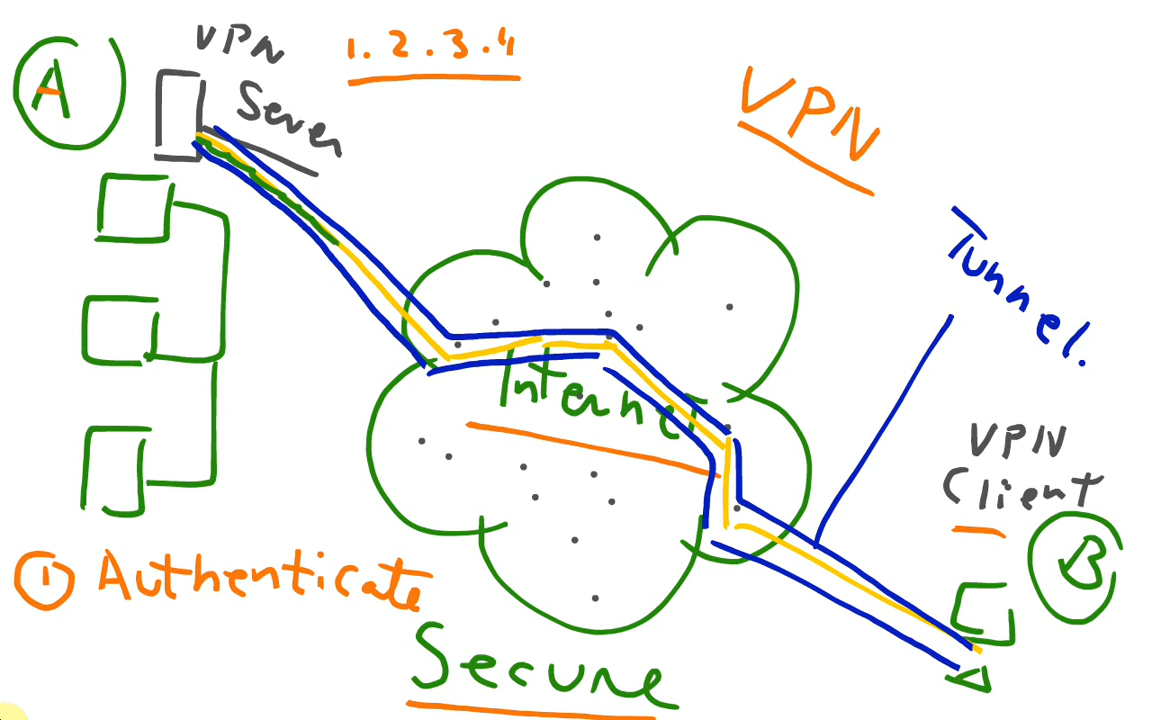 A
VPN
Server
1.2.3.4
VPN
Tunnel.
Internet
VPN
Client
B
① Authenticate
Secure